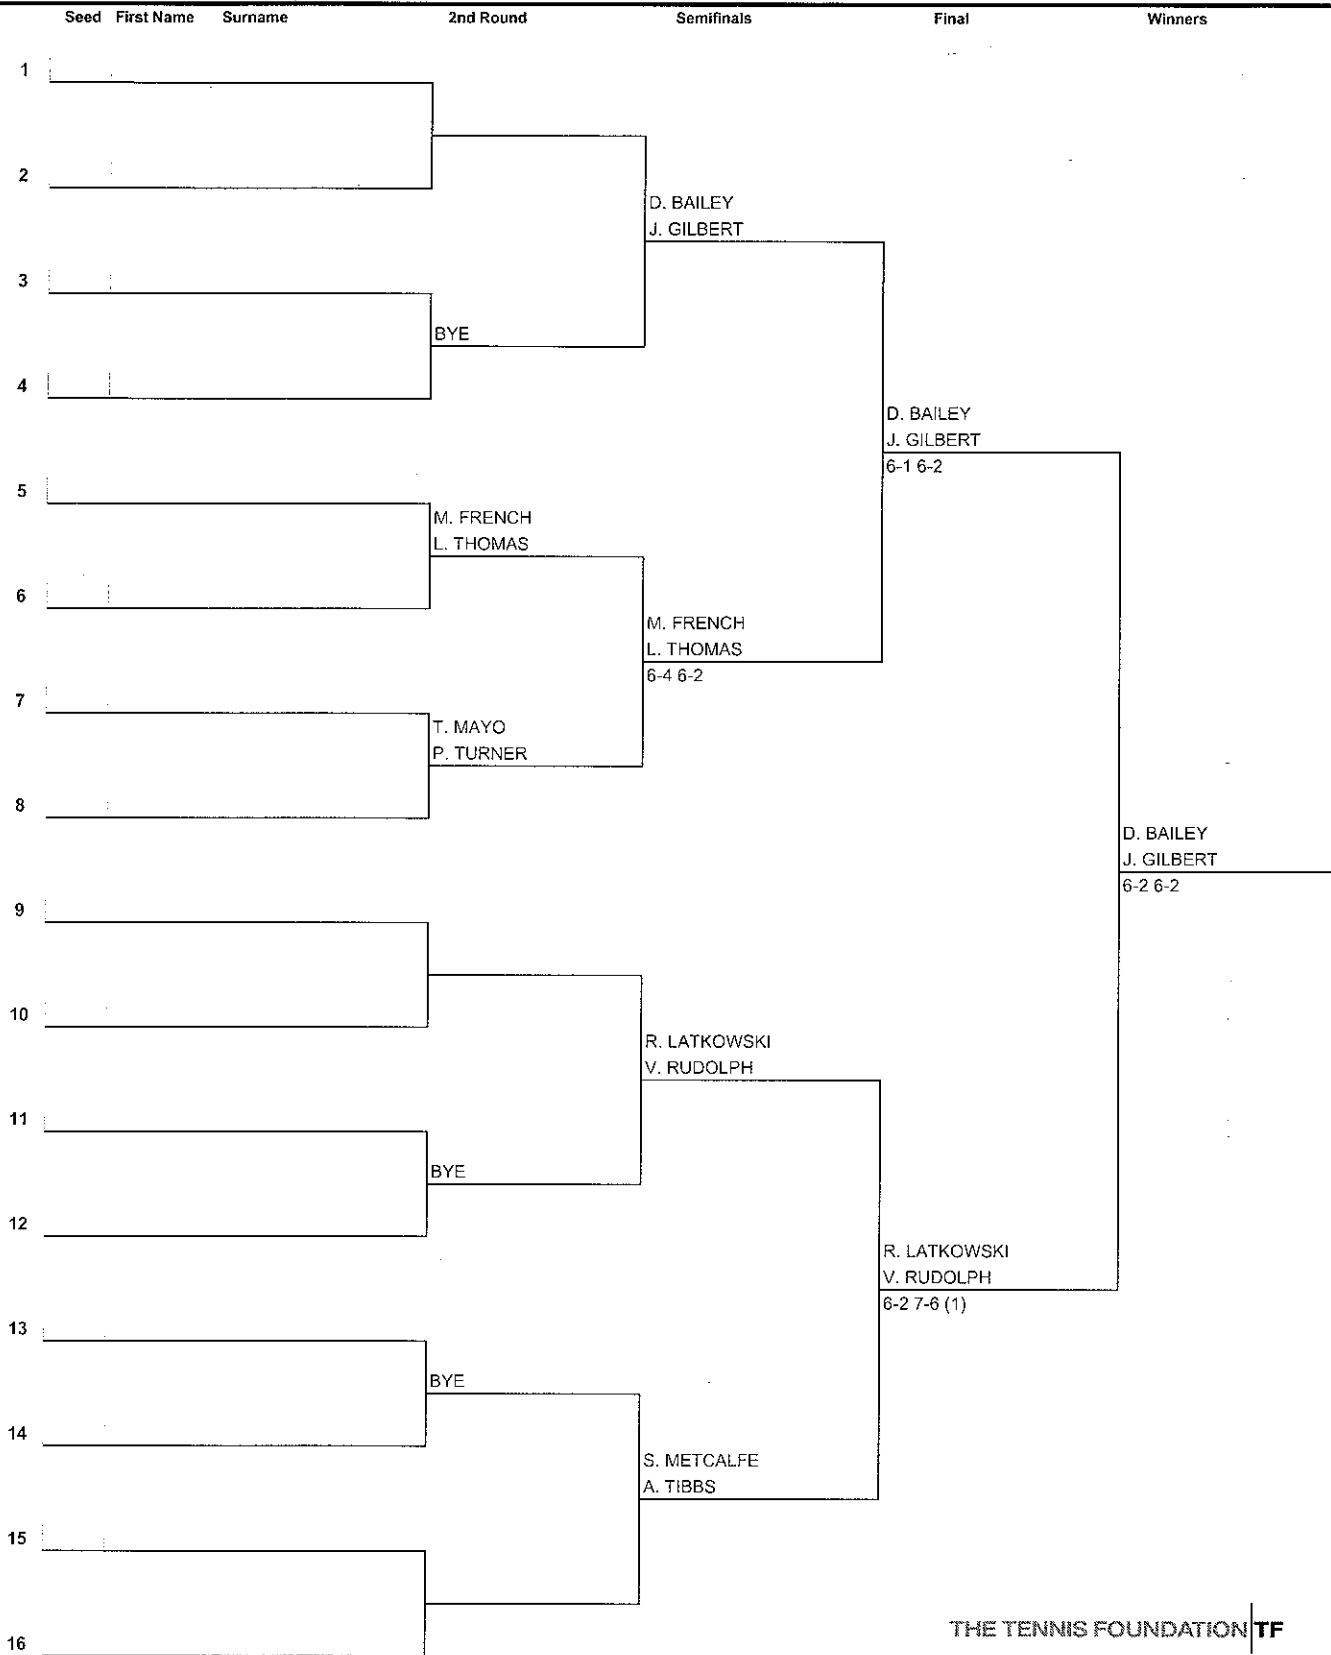 Seed First Name Surname 2nd Round Semifinals Final Winners
1
2
D. BAILEY
J. GILBERT
3
BYE
4
D. BAILEY
J. GILBERT
6-1 6-2
5
M. FRENCH
L. THOMAS
6
M. FRENCH
L. THOMAS
6-4 6-2
7
T. MAYO
P. TURNER
8
D. BAILEY
J. GILBERT
6-2 6-2
9
10
R. LATKOWSKI
V. RUDOLPH
11
BYE
12
R. LATKOWSKI
V. RUDOLPH
6-2 7-6 (1)
13
BYE
14
S. METCALFE
A. TIBBS
15
16
THE TENNIS FOUNDATION TF